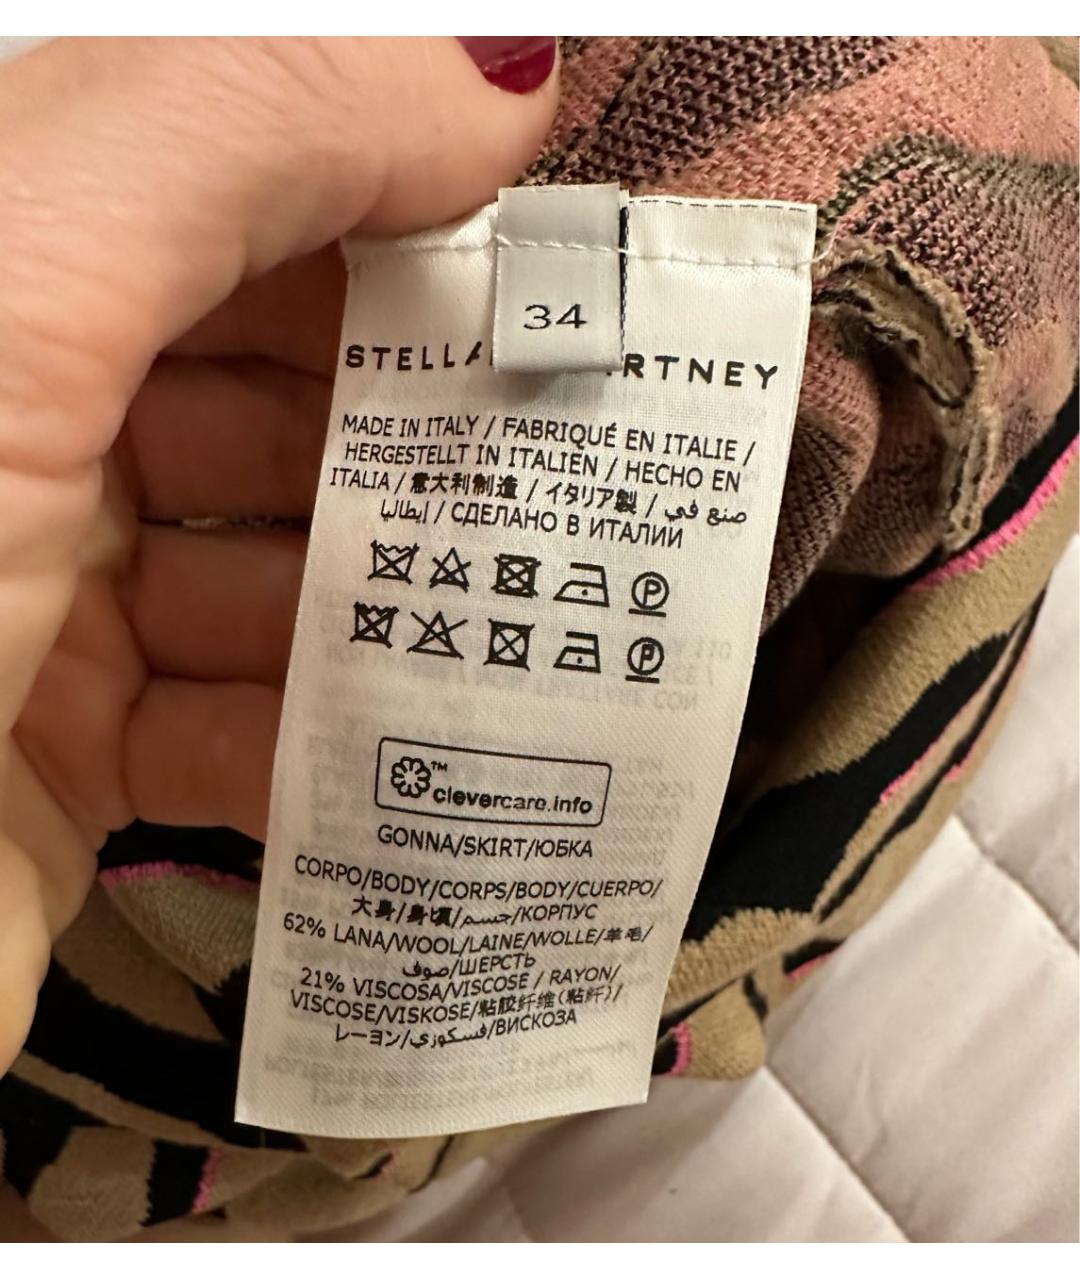 34
STELLA RTNEY
MADE IN ITALY / FABRIQUÉ EN ITALIE /
HERGESTELLT IN ITALIEN / HECHO EN
ITALIA / 意大利制造 / イタリア製 / صنع في
إيطاليا / СДЕЛАНО В ИТАЛИИ
P
P
™
clevercare.info
GONNA/SKIRT/ЮБКА
CORPO/BODY/CORPS/BODY/CUERPO/
大身/身頃/جسم/КОРПУС
62% LANA/WOOL/LAINE/WOLLE/羊毛/
صوف/ШЕРСТЬ
21% VISCOSA/VISCOSE / RAYON/
VISCOSE/VISKOSE/粘胶纤维(粘纤)/
レーヨン/فسكوزي/ВИСКОЗА